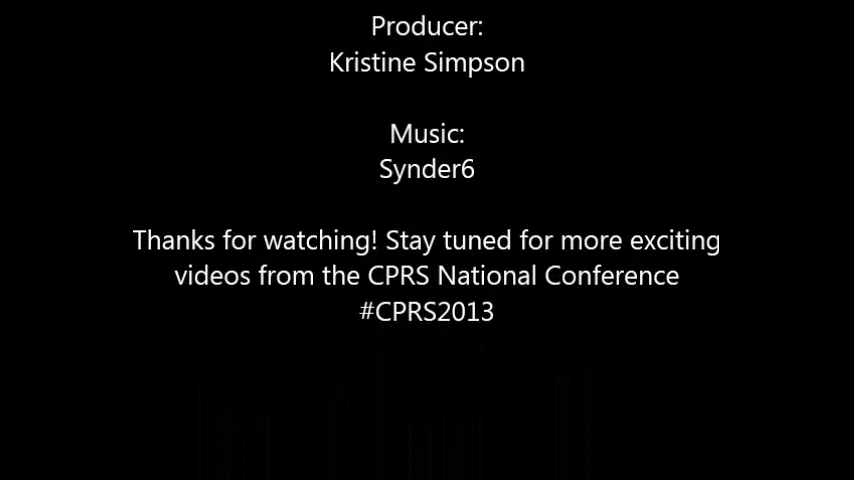 Producer:
Kristine Simpson
Music:
Synder6
Thanks for watching! Stay tuned for more exciting
videos from the CPRS National Conference
#CPRS2013